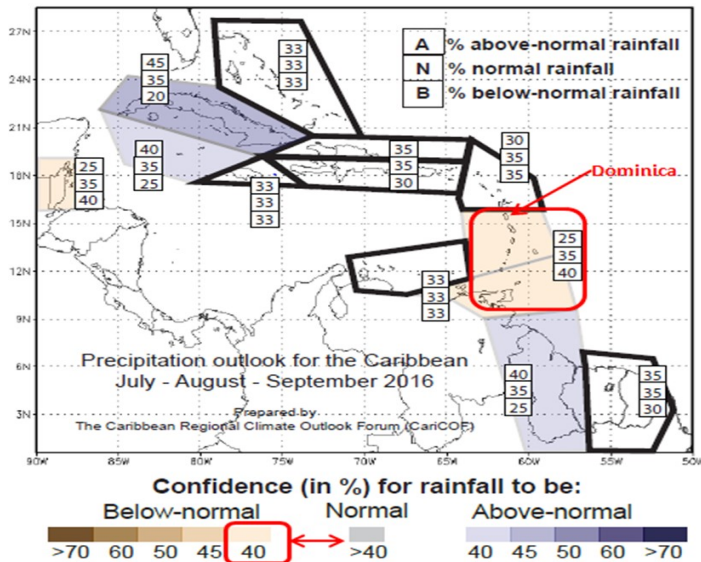 27N
24N
21N
18N
15N
12N
9N
6N
3N
90W 85W 80W 75W 70W 65W 60W 55W 50W
A % above-normal rainfall
N % normal rainfall
B % below-normal rainfall
45
35
20
33
33
33
40
35
25
35
35
30
30
35
35
Dominica
25
35
40
33
33
33
25
35
40
33
33
33
40
35
25
35
35
30
Precipitation outlook for the Caribbean
July - August - September 2016
Prepared by
The Caribbean Regional Climate Outlook Forum (CariCOF)
Confidence (in %) for rainfall to be:
Below-normal Normal Above-normal
>70 60 50 45 40 >40 40 45 50 60 >70